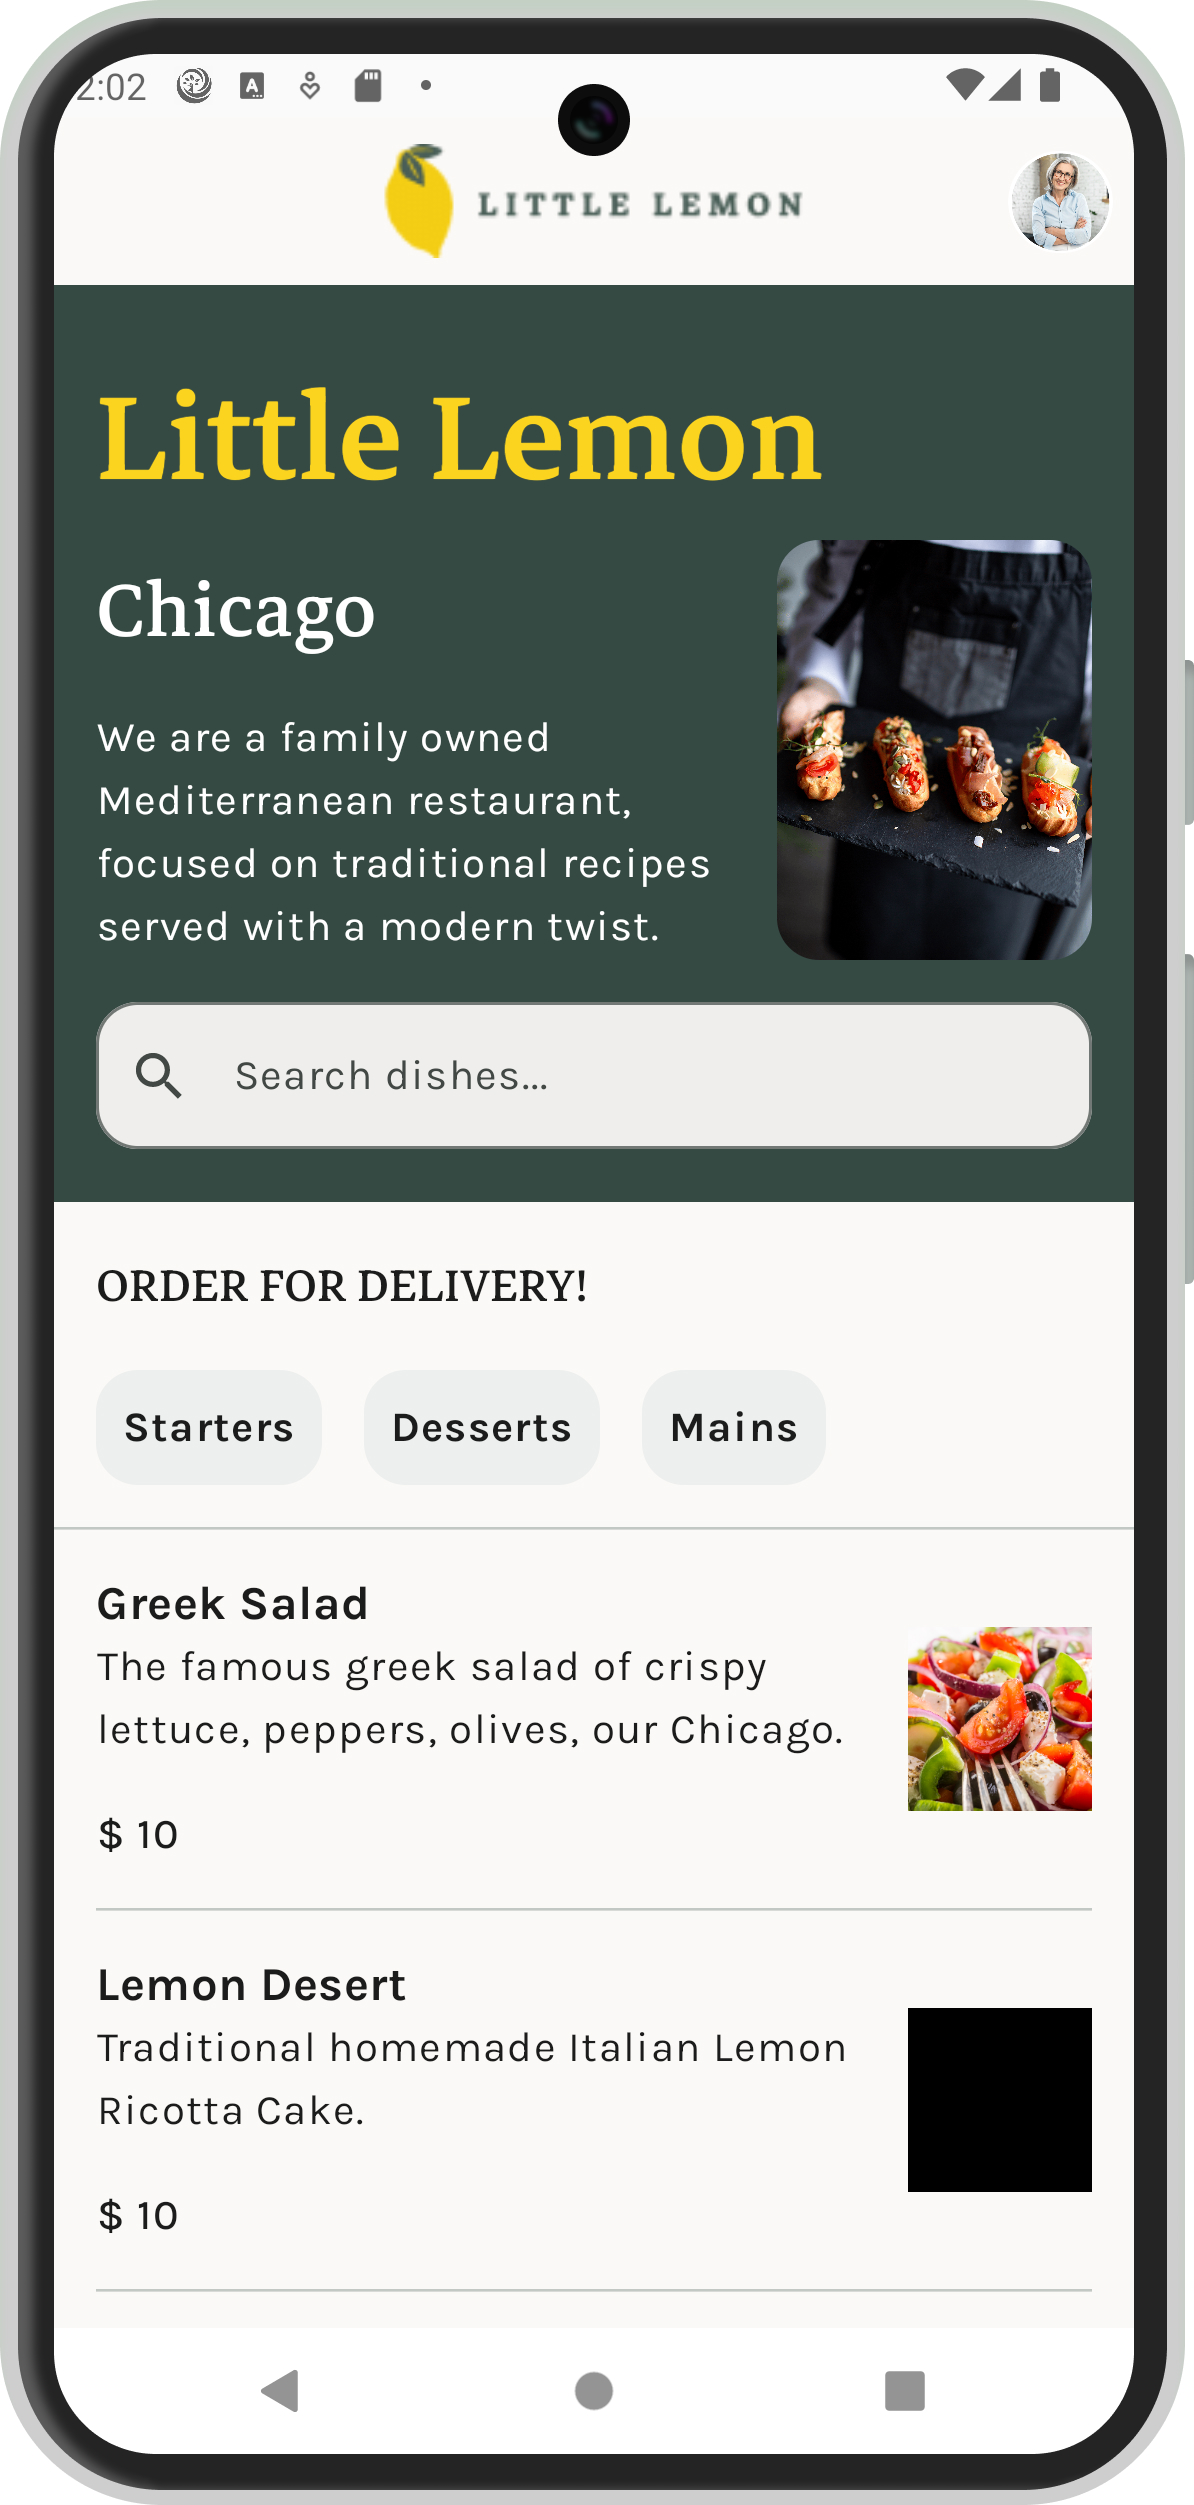 2:02
LITTLE LEMON
Little Lemon
Chicago
We are a family owned
Mediterranean restaurant,
focused on traditional recipes
served with a modern twist.
Search dishes...
ORDER FOR DELIVERY!
Starters Desserts Mains
Greek Salad
The famous greek salad of crispy
lettuce, peppers, olives, our Chicago.
$ 10
Lemon Desert
Traditional homemade Italian Lemon
Ricotta Cake.
$ 10